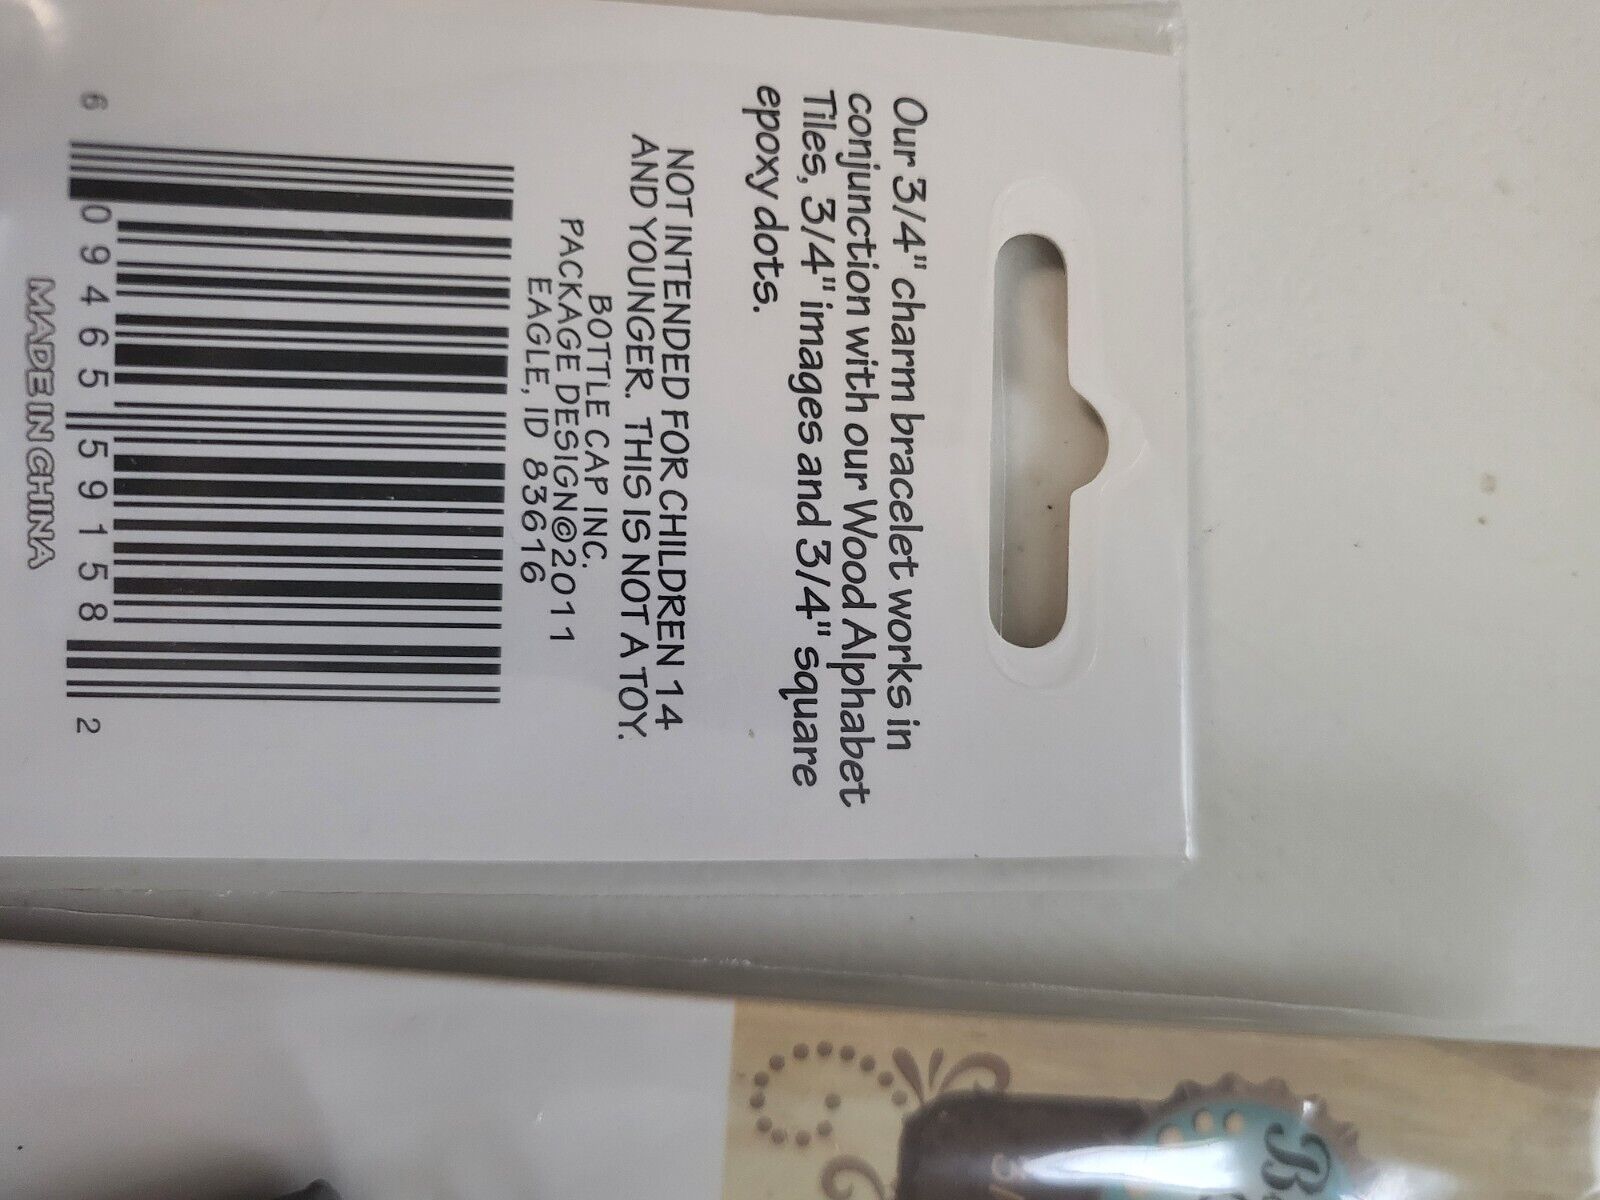 Our 3/4" charm bracelet works in
conjunction with our Wood Alphabet
Tiles, 3/4" images and 3/4" square
epoxy dots.
NOT INTENDED FOR CHILDREN 14
AND YOUNGER. THIS IS NOT A TOY.
BOTTLE CAP INC.
PACKAGE DESIGN©2011
EAGLE, ID 83616
6 09465 59158 2
MADE IN CHINA